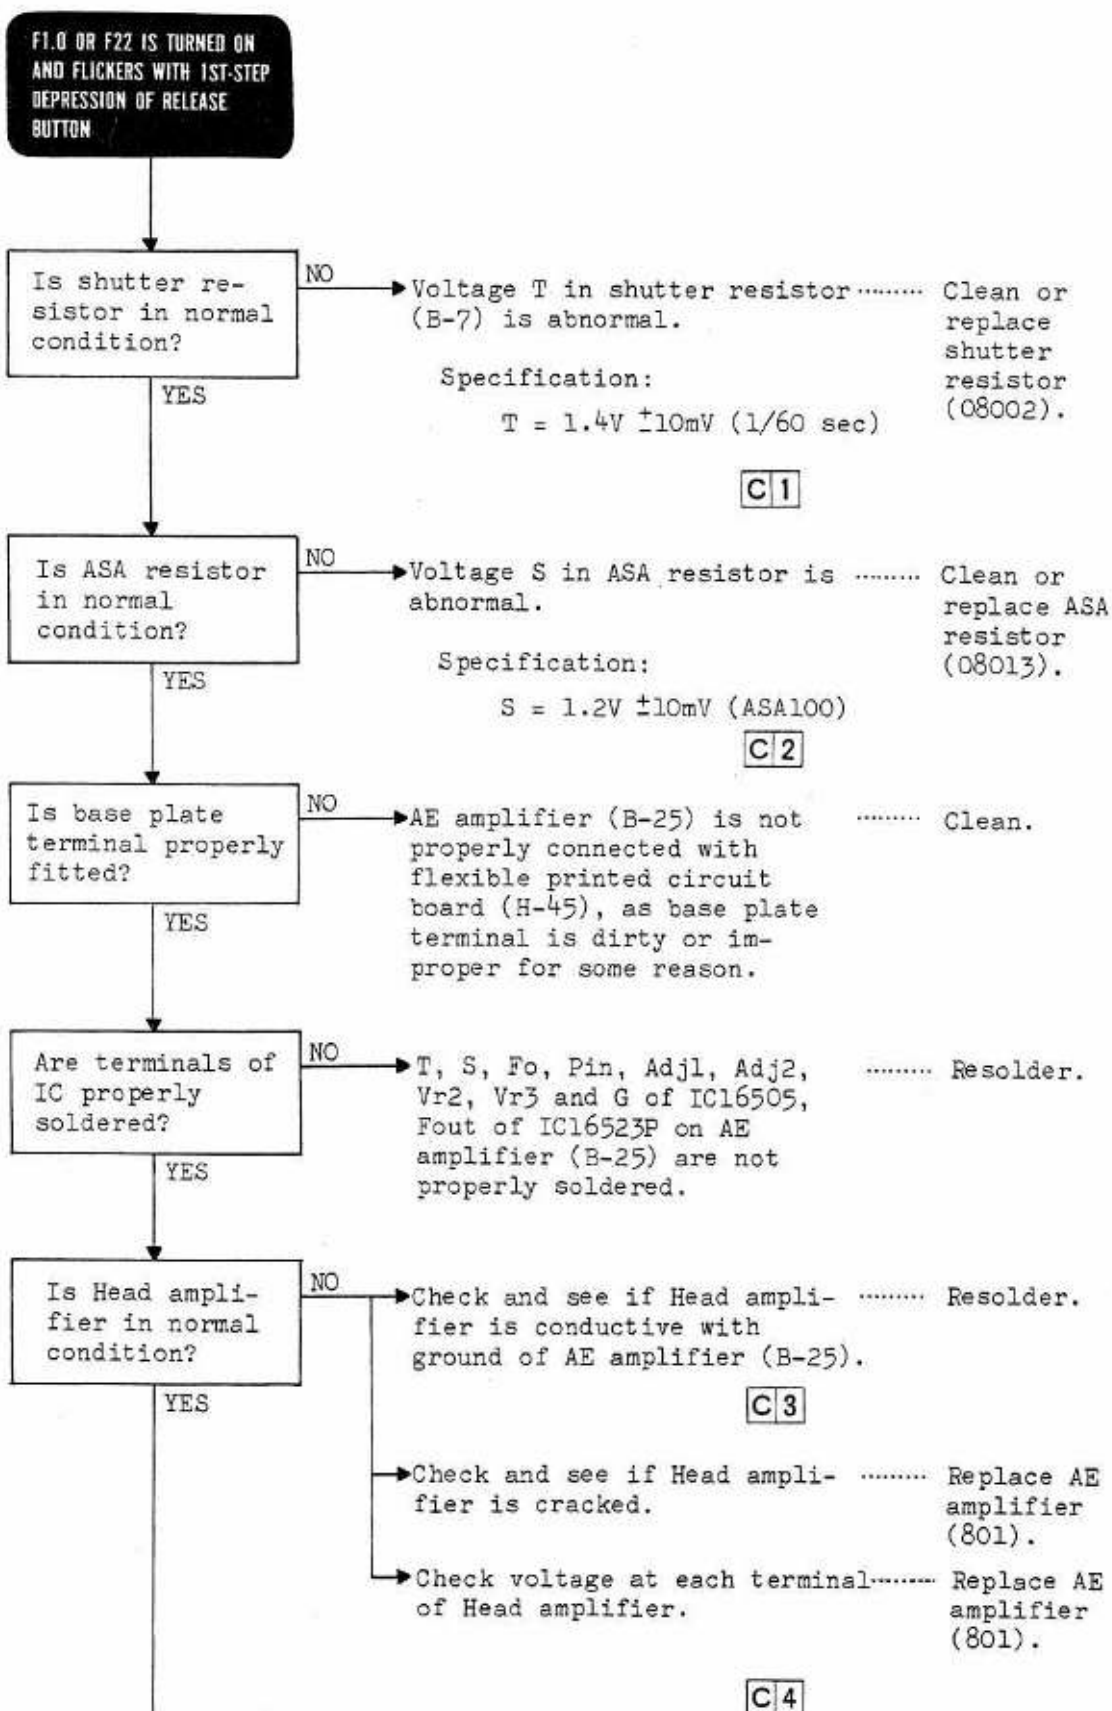 F1.0 OR F22 IS TURNED ON
AND FLICKERS WITH 1ST-STEP
DEPRESSION OF RELEASE
BUTTON
Is shutter re-
sistor in normal
condition?
NO
YES
Voltage T in shutter resistor ........ Clean or
(B-7) is abnormal.
replace
shutter
resistor
(08002).
Specification:
T = 1.4V ±10mV (1/60 sec)
C 1
Is ASA resistor
in normal
condition?
NO
YES
Voltage S in ASA resistor is ........ Clean or
abnormal.
replace ASA
resistor
(08013).
Specification:
S = 1.2V ±10mV (ASA100)
C 2
Is base plate
terminal properly
fitted?
NO
YES
AE amplifier (B-25) is not ........ Clean.
properly connected with
flexible printed circuit
board (H-45), as base plate
terminal is dirty or im-
proper for some reason.
Are terminals of
IC properly
soldered?
NO
YES
T, S, Fo, Pin, Adj1, Adj2, ........ Resolder.
Vr2, Vr3 and G of IC16505,
Fout of IC16523P on AE
amplifier (B-25) are not
properly soldered.
Is Head ampli-
fier in normal
condition?
NO
YES
Check and see if Head ampli- ........ Resolder.
fier is conductive with
ground of AE amplifier (B-25).
C 3
Check and see if Head ampli- ........ Replace AE
fier is cracked.
amplifier
(801).
Check voltage at each terminal ........ Replace AE
of Head amplifier.
amplifier
(801).
C 4